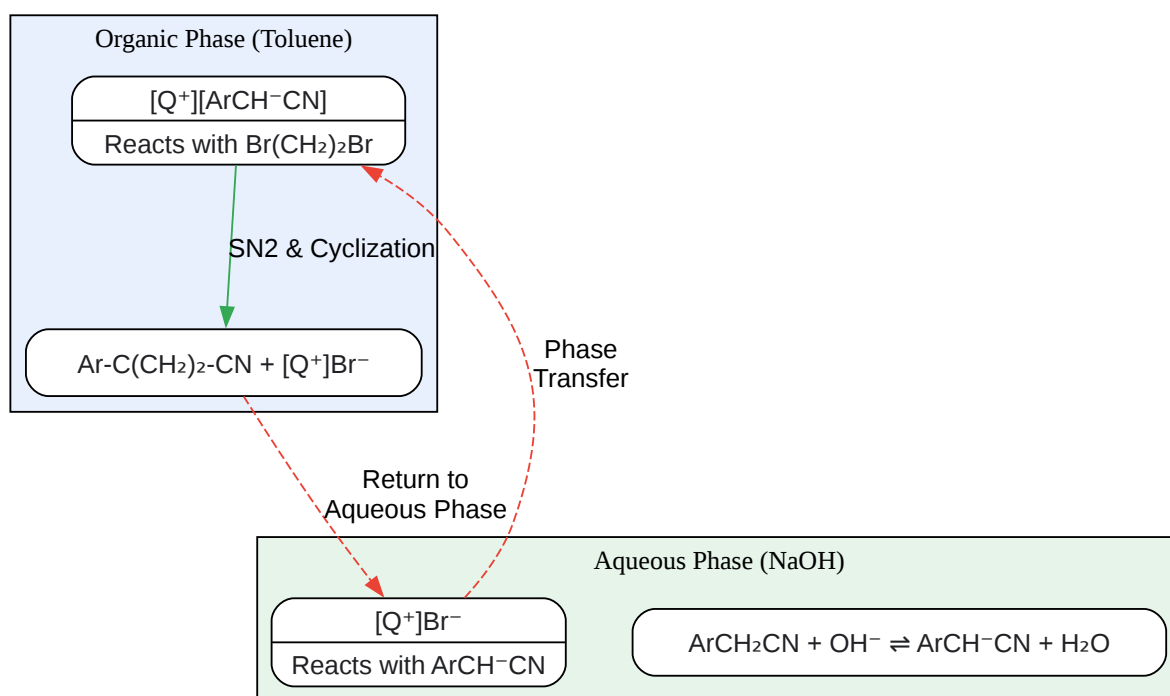 Organic Phase (Toluene)
[Q⁺][ArCH⁻CN]
Reacts with Br(CH₂)₂Br
SN2 & Cyclization
Ar-C(CH₂)₂-CN + [Q⁺]Br⁻
Phase
Transfer
Return to
Aqueous Phase
Aqueous Phase (NaOH)
[Q⁺]Br⁻
Reacts with ArCH⁻CN
ArCH₂CN + OH⁻ ⇌ ArCH⁻CN + H₂O